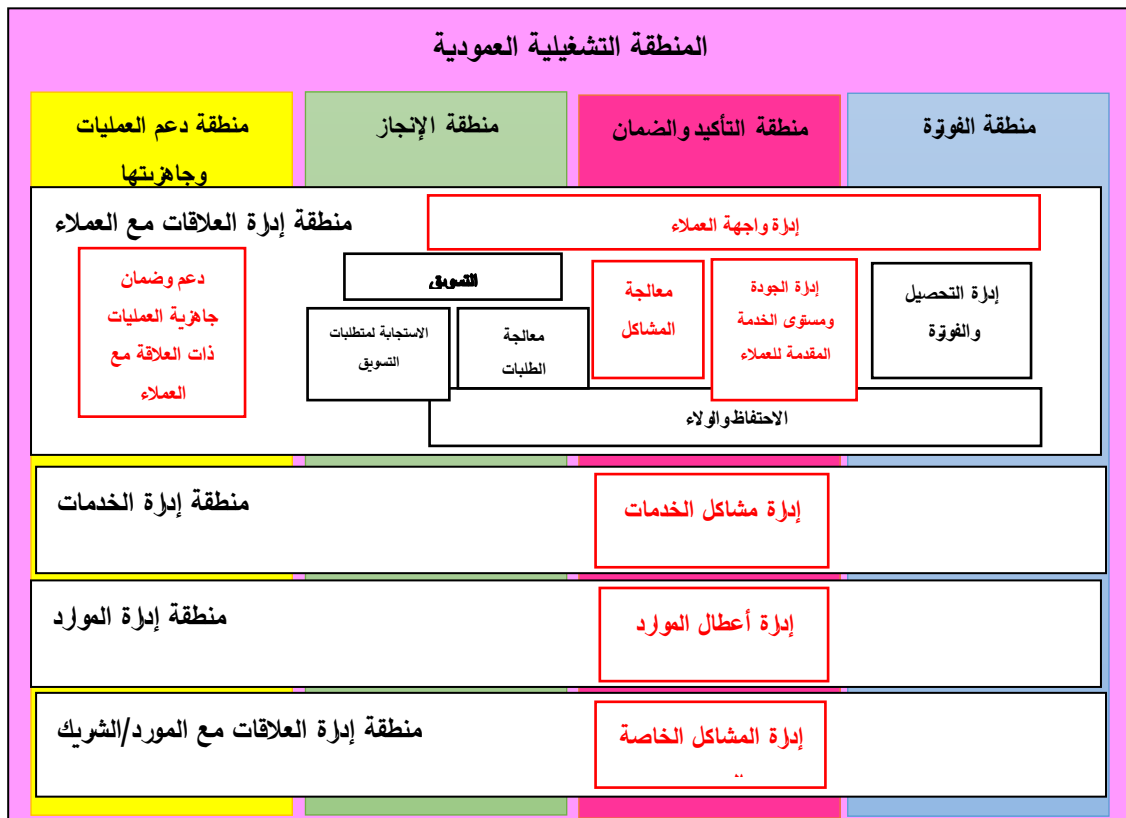 المنطقة التشغيلية العمودية
منطقة الفوترة
منطقة التأكيد والضمان
منطقة الإنجاز
منطقة دعم العمليات
وجاهزيتها
منطقة إدارة العلاقات مع العملاء
إدارة واجهة العملاء
دعم وضمان
جاهزية العمليات
ذات العلاقة مع
العملاء
التسويق
الاستجابة لمتطلبات
التسويق
معالجة
الطلبات
معالجة
المشاكل
إدارة الجودة
ومستوى الخدمة
المقدمة للعملاء
إدارة التحصيل
والفوترة
الاحتفاظ والولاء
منطقة إدارة الخدمات
إدارة مشاكل الخدمات
منطقة إدارة الموارد
إدارة أعطال الموارد
منطقة إدارة العلاقات مع المورد/الشريك
إدارة المشاكل الخاصة